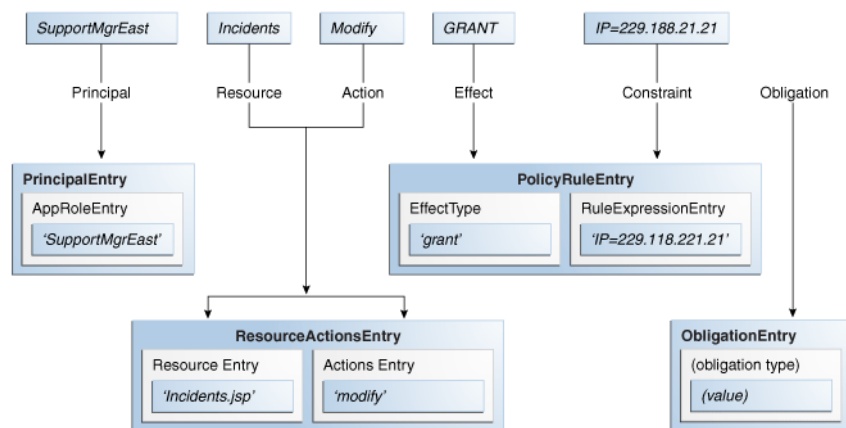 SupportMgrEast
Incidents
Modify
GRANT
IP=229.188.21.21
Principal
Resource
Action
Effect
Constraint
Obligation
PrincipalEntry
AppRoleEntry
‘SupportMgrEast’
PolicyRuleEntry
EffectType
‘grant’
RuleExpressionEntry
‘IP=229.118.221.21’
ResourceActionsEntry
Resource Entry
‘Incidents.jsp’
Actions Entry
‘modify’
ObligationEntry
(obligation type)
(value)